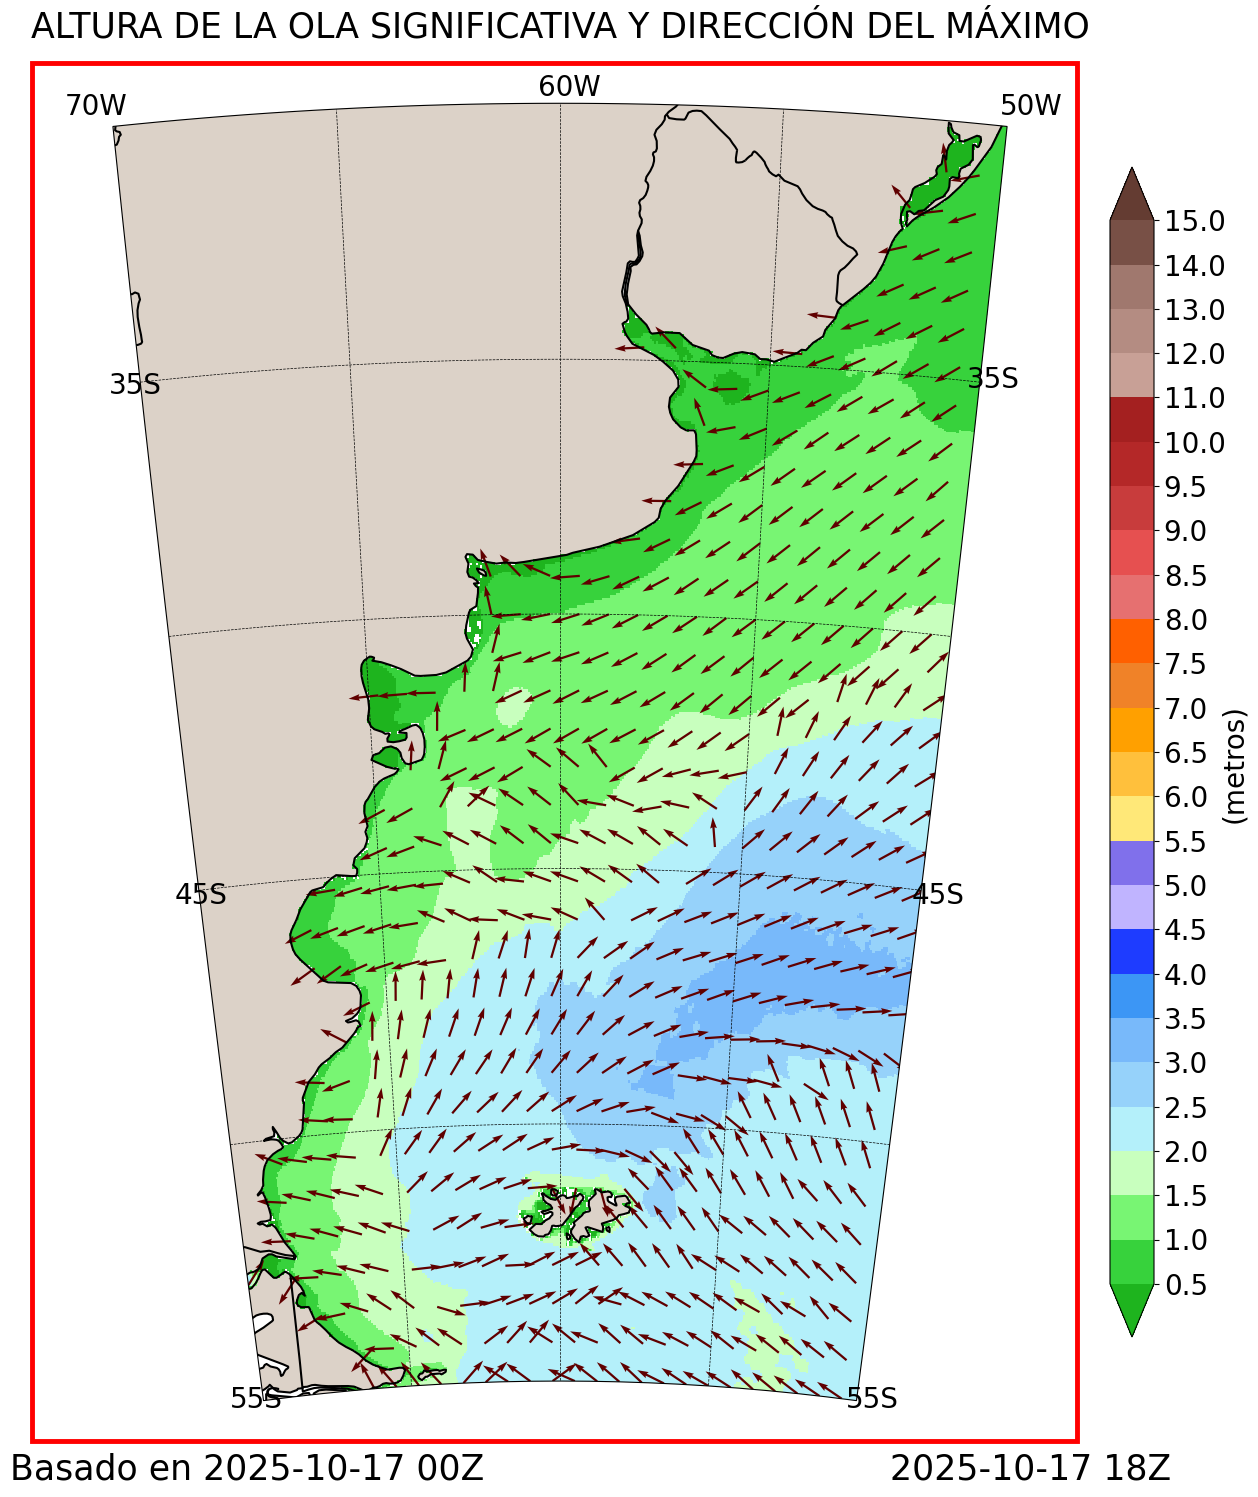 ALTURA DE LA OLA SIGNIFICATIVA Y DIRECCIÓN DEL MÁXIMO
70W
60W
50W
35S
35S
45S
45S
55S
55S
15.0
14.0
13.0
12.0
11.0
10.0
9.5
9.0
8.5
8.0
7.5
7.0
6.5
6.0
5.5
5.0
4.5
4.0
3.5
3.0
2.5
2.0
1.5
1.0
0.5
(metros)
Basado en 2025-10-17 00Z
2025-10-17 18Z